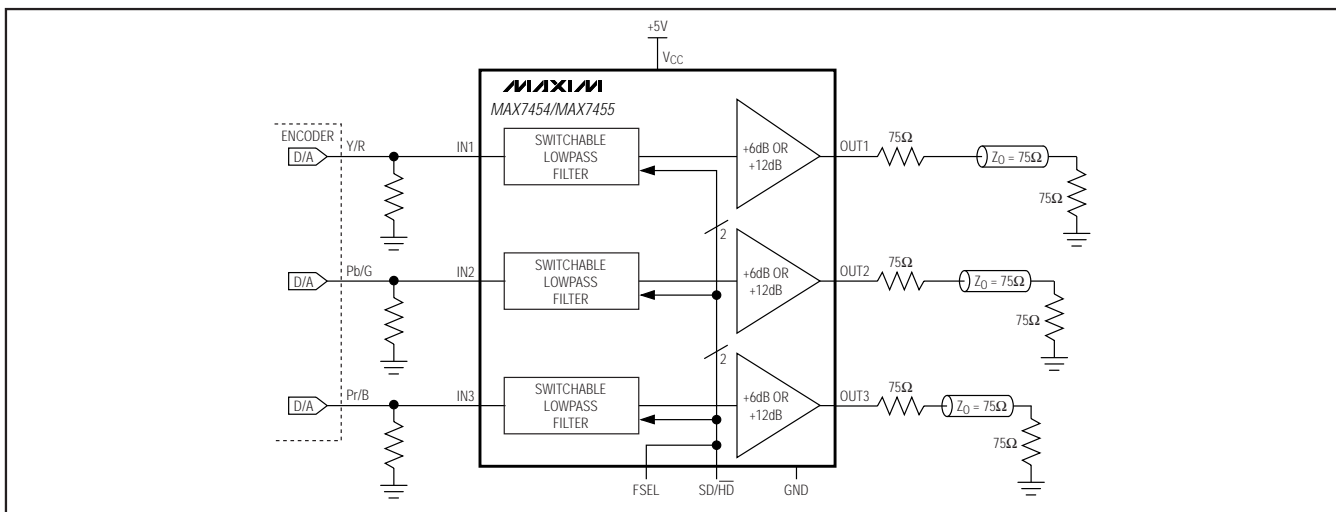 +5V
VCC
MAXIM
MAX7454/MAX7455
ENCODER
D/A
Y/R
IN1
SWITCHABLE
LOWPASS
FILTER
+6dB OR
+12dB
OUT1
75Ω
Z0 = 75Ω
75Ω
2
D/A
Pb/G
IN2
SWITCHABLE
LOWPASS
FILTER
+6dB OR
+12dB
OUT2
75Ω
Z0 = 75Ω
75Ω
2
D/A
Pr/B
IN3
SWITCHABLE
LOWPASS
FILTER
+6dB OR
+12dB
OUT3
75Ω
Z0 = 75Ω
75Ω
FSEL
SD/H̅D̅
GND